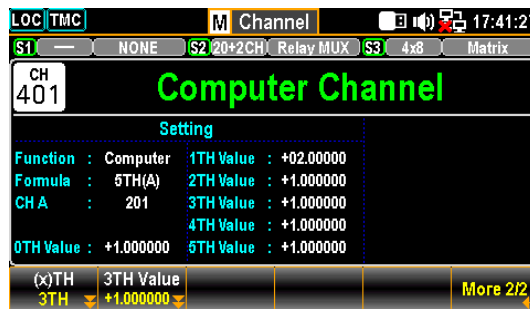 LOC TMC M Channel 17:41:2
S1 — NONE S2 20+2CH Relay MUX S3 4x8 Matrix
CH 401 Computer Channel
Setting
Function : Computer 1TH Value : +02.00000
Formula : 5TH(A) 2TH Value : +1.000000
CH A : 201 3TH Value : +1.000000
4TH Value : +1.000000
0TH Value : +1.000000 5TH Value : +1.000000
(x)TH 3TH Value
3TH +1.000000 More 2/2